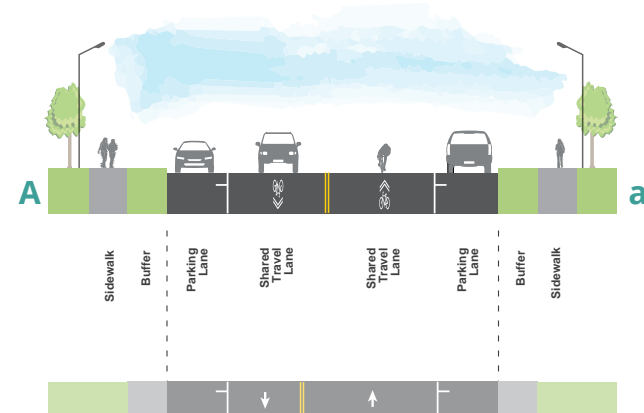 A
a
Sidewalk
Buffer
Parking
Lane
Shared
Travel
Lane
Shared
Travel
Lane
Parking
Lane
Buffer
Sidewalk